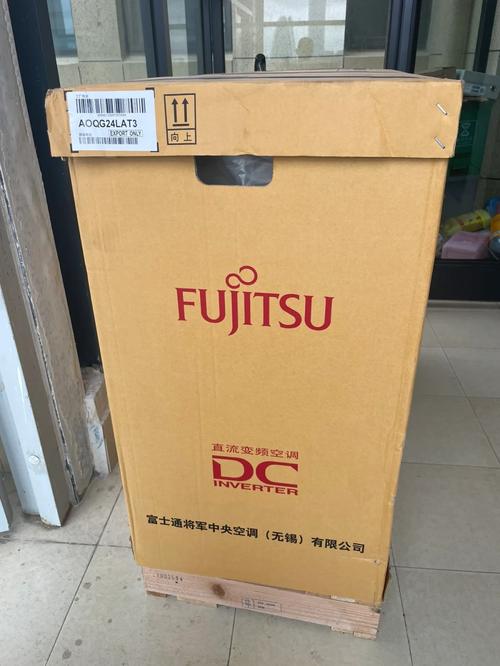 AOQG24LAT3
EXPORT ONLY
向上
FUJITSU
直流变频空调
DC
INVERTER
富士通将军中央空调（无锡）有限公司